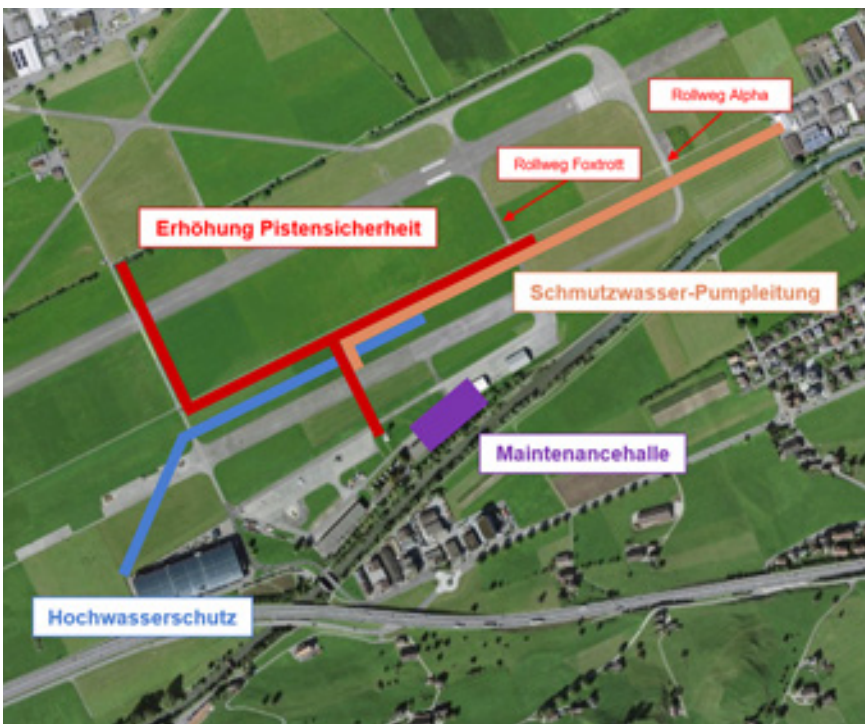 Rollweg Alpha
Rollweg Foxtrott
Erhöhung Pistensicherheit
Schmutzwasser-Pumpleitung
Maintenancehalle
Hochwasserschutz